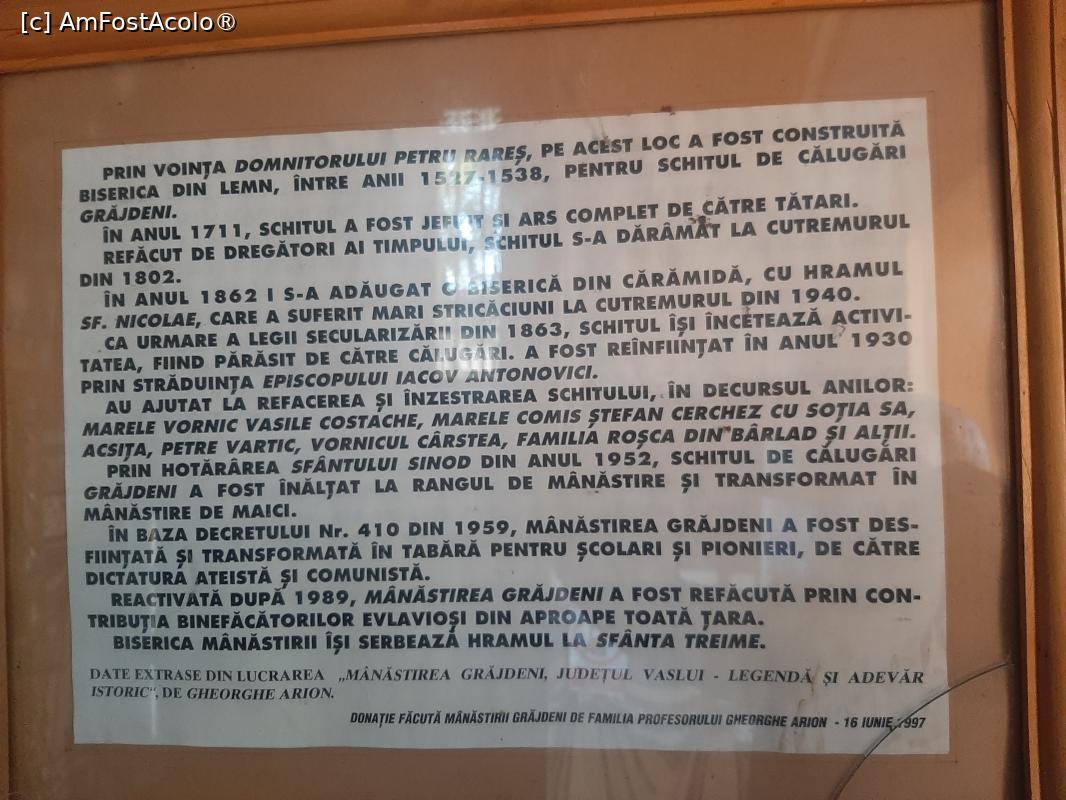 [c] AmFostAcolo®
PRIN VOINȚA DOMNITORULUI PETRU RAREȘ, PE ACEST LOC A FOST CONSTRUITĂ
BISERICA DIN LEMN, ÎNTRE ANII 1527-1538, PENTRU SCHITUL DE CĂLUGĂRI
GRĂJDENI.
ÎN ANUL 1711, SCHITUL A FOST JEFUIT ȘI ARS COMPLET DE CĂTRE TĂTARI.
REFĂCUT DE DREGĂTORI AI TIMPULUI, SCHITUL S-A DĂRÂMAT LA CUTREMURUL
DIN 1802.
ÎN ANUL 1862 I S-A ADĂUGAT O BISERICĂ DIN CĂRĂMIDĂ, CU HRAMUL
SF. NICOLAE, CARE A SUFERIT MARI STRICĂCIUNI LA CUTREMURUL DIN 1940.
CA URMARE A LEGII SECULARIZĂRII DIN 1863, SCHITUL ÎȘI ÎNCETEAZĂ ACTIVI-
TATEA, FIIND PĂRĂSIT DE CĂTRE CĂLUGĂRI. A FOST REÎNFIINȚAT ÎN ANUL 1930
PRIN STRĂDUINȚA EPISCOPULUI IACOV ANTONOVICI.
AU AJUTAT LA REFACEREA ȘI ÎNZESTRAREA SCHITULUI, ÎN DECURSUL ANILOR:
MARELE VORNIC VASILE COSTACHE, MARELE COMIS ȘTEFAN CERCHEZ CU SOȚIA SA,
ACSIȚA, PETRE VARTIC, VORNICUL CÂRSTEA, FAMILIA ROȘCA DIN BÂRLAD ȘI ALȚII.
PRIN HOTĂRÂREA SFÂNTULUI SINOD DIN ANUL 1952, SCHITUL DE CĂLUGĂRI
GRĂJDENI A FOST ÎNĂLȚAT LA RANGUL DE MÂNĂSTIRE ȘI TRANSFORMAT ÎN
MÂNĂSTIRE DE MAICI.
ÎN BAZA DECRETULUI Nr. 410 DIN 1959, MÂNĂSTIREA GRĂJDENI A FOST DES-
FIINȚATĂ ȘI TRANSFORMATĂ ÎN TABĂRĂ PENTRU ȘCOLARI ȘI PIONIERI, DE CĂTRE
DICTATURA ATEISTĂ ȘI COMUNISTĂ.
REACTIVATĂ DUPĂ 1989, MÂNĂSTIREA GRĂJDENI A FOST REFĂCUTĂ PRIN CON-
TRIBUȚIA BINEFĂCĂTORILOR EVLAVIOȘI DIN APROAPE TOATĂ ȚARA.
BISERICA MÂNĂSTIRII ÎȘI SERBEAZĂ HRAMUL LA SFÂNTA TREIME.
DATE EXTRASE DIN LUCRAREA „MÂNĂSTIREA GRĂJDENI, JUDEȚUL VASLUI - LEGENDĂ ȘI ADEVĂR
ISTORIC", DE GHEORGHE ARION.
DONAȚIE FĂCUTĂ MÂNĂSTIRII GRĂJDENI DE FAMILIA PROFESORULUI GHEORGHE ARION - 16 IUNIE 1997